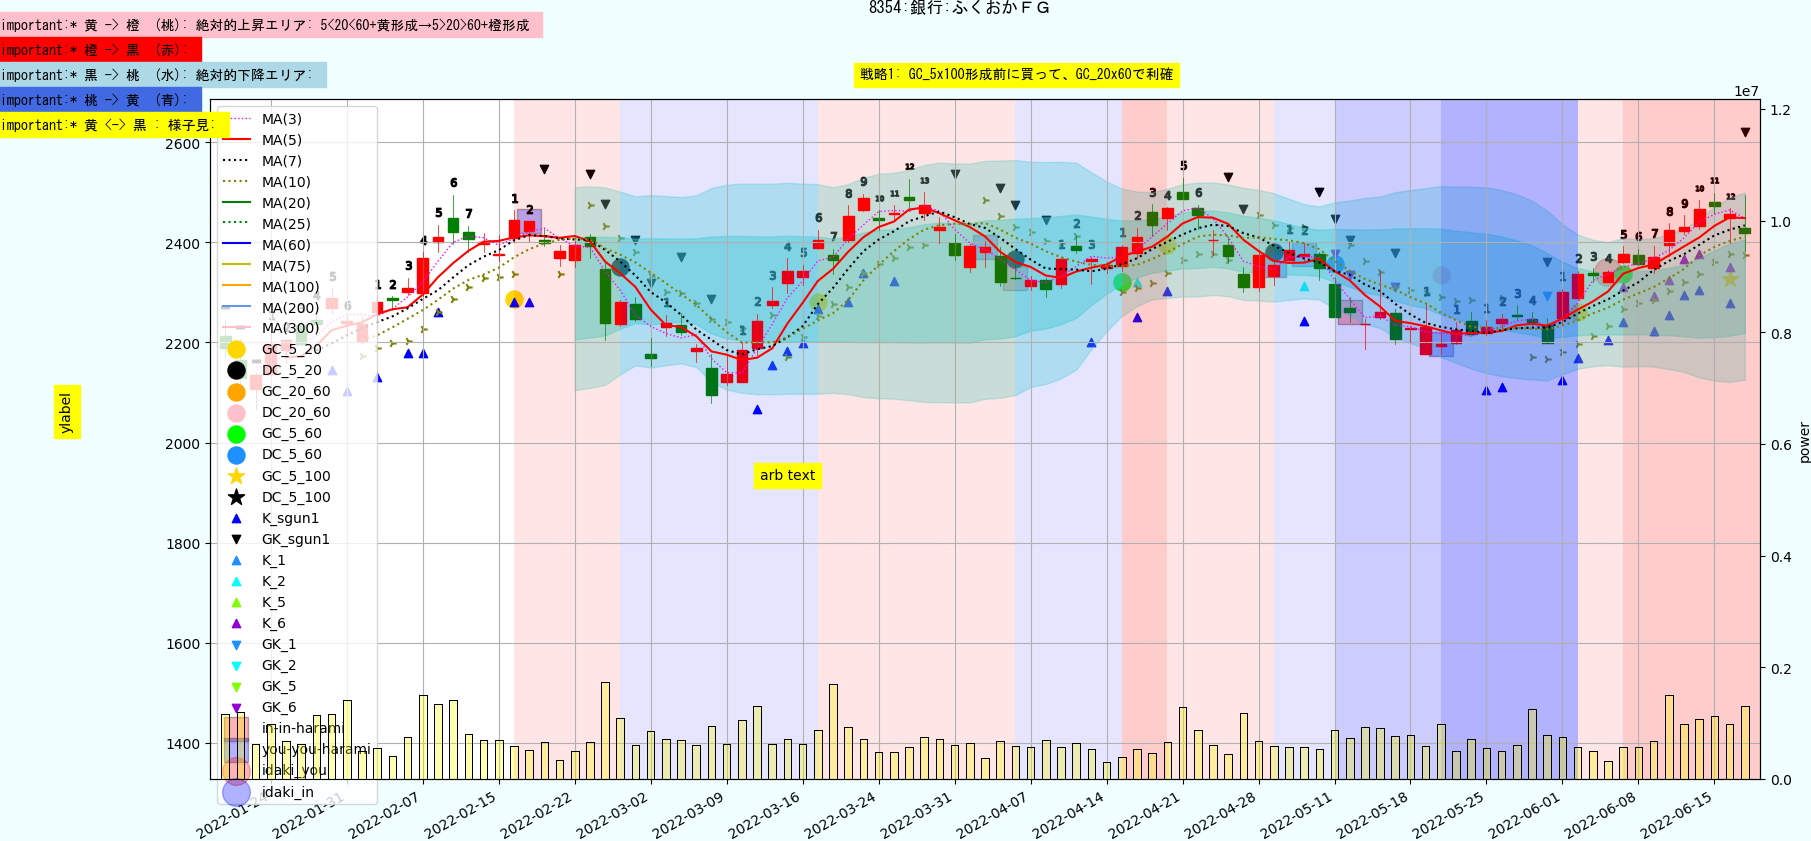 8354:銀行:ふくおかＦＧ
important:* 黄 -> 橙 （桃）: 絶対的上昇エリア: 5<20<60+黄形成→5>20>60+橙形成
important:* 橙 -> 黒 （赤）:
important:* 黒 -> 桃 （水）: 絶対的下降エリア:
important:* 桃 -> 黄 （青）:
important:* 黄 <-> 黒 : 様子見:
戦略1: GC_5x100形成前に買って、GC_20x60で利確
1e7
MA(3)
MA(5)
MA(7)
MA(10)
MA(20)
MA(25)
MA(60)
MA(75)
MA(100)
MA(200)
MA(300)
GC_5_20
DC_5_20
GC_20_60
DC_20_60
GC_5_60
DC_5_60
GC_5_100
DC_5_100
K_sgun1
GK_sgun1
K_1
K_2
K_5
K_6
GK_1
GK_2
GK_5
GK_6
in-in-harami
you-you-harami
idaki_you
idaki_in
2600
2400
2200
2000
1800
1600
1400
ylabel
arb text
1.2
1.0
0.8
0.6
0.4
0.2
0.0
power
2022-01-24
2022-01-31
2022-02-07
2022-02-15
2022-02-22
2022-03-02
2022-03-09
2022-03-16
2022-03-24
2022-03-31
2022-04-07
2022-04-14
2022-04-21
2022-04-28
2022-05-11
2022-05-18
2022-05-25
2022-06-01
2022-06-08
2022-06-15